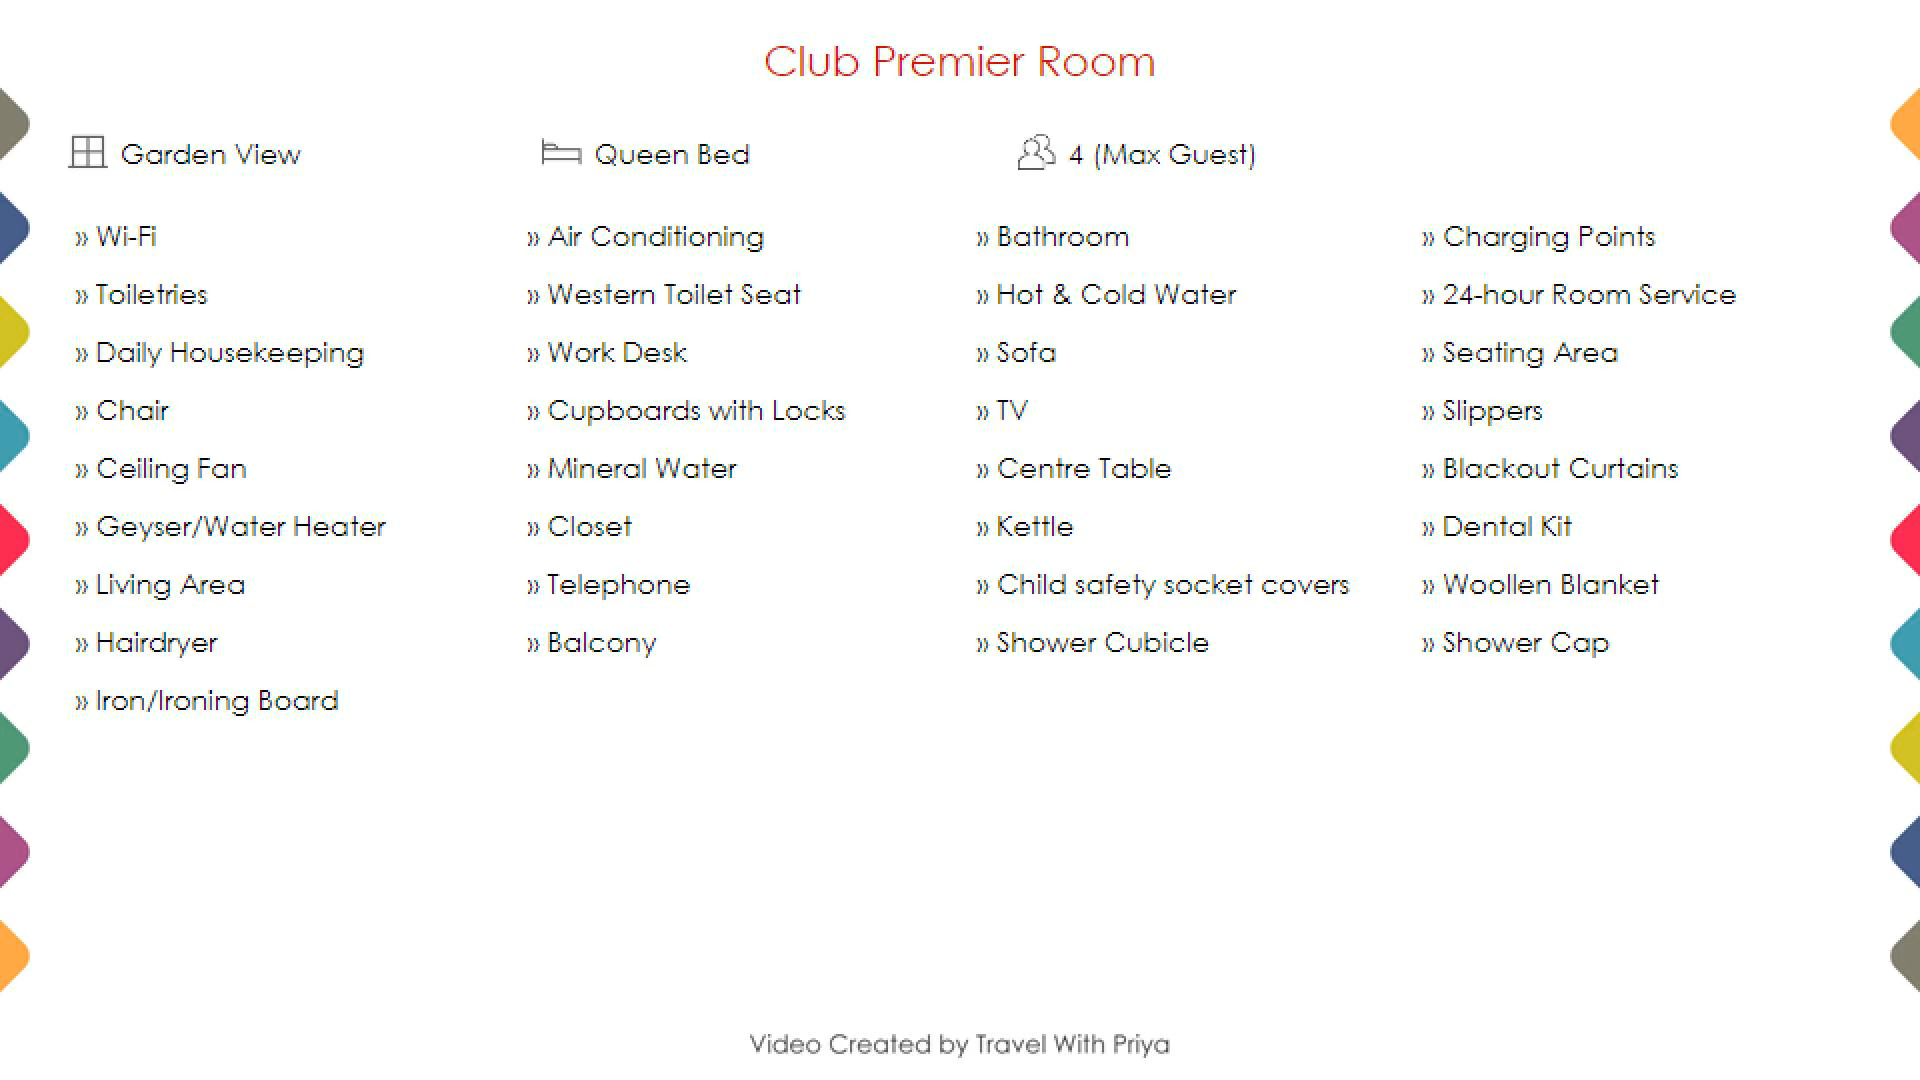 Club Premier Room
Garden View Queen Bed 4 (Max Guest)
» Wi-Fi » Air Conditioning » Bathroom » Charging Points
» Toiletries » Western Toilet Seat » Hot & Cold Water » 24-hour Room Service
» Daily Housekeeping » Work Desk » Sofa » Seating Area
» Chair » Cupboards with Locks » TV » Slippers
» Ceiling Fan » Mineral Water » Centre Table » Blackout Curtains
» Geyser/Water Heater » Closet » Kettle » Dental Kit
» Living Area » Telephone » Child safety socket covers » Woollen Blanket
» Hairdryer » Balcony » Shower Cubicle » Shower Cap
» Iron/Ironing Board
Video Created by Travel With Priya